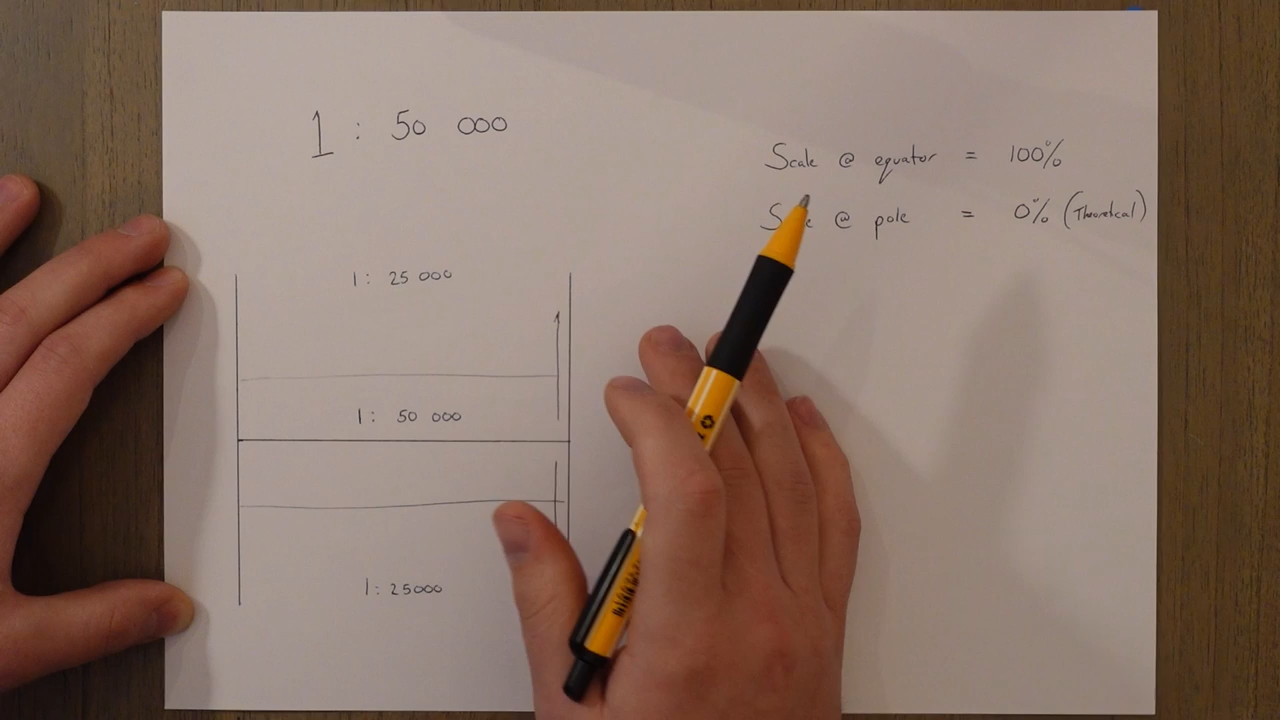 1 : 50 000
Scale @ equator = 100%
@ pole = 0% (Theoretical)
1 : 25 000
1 : 50 000
1 : 25000